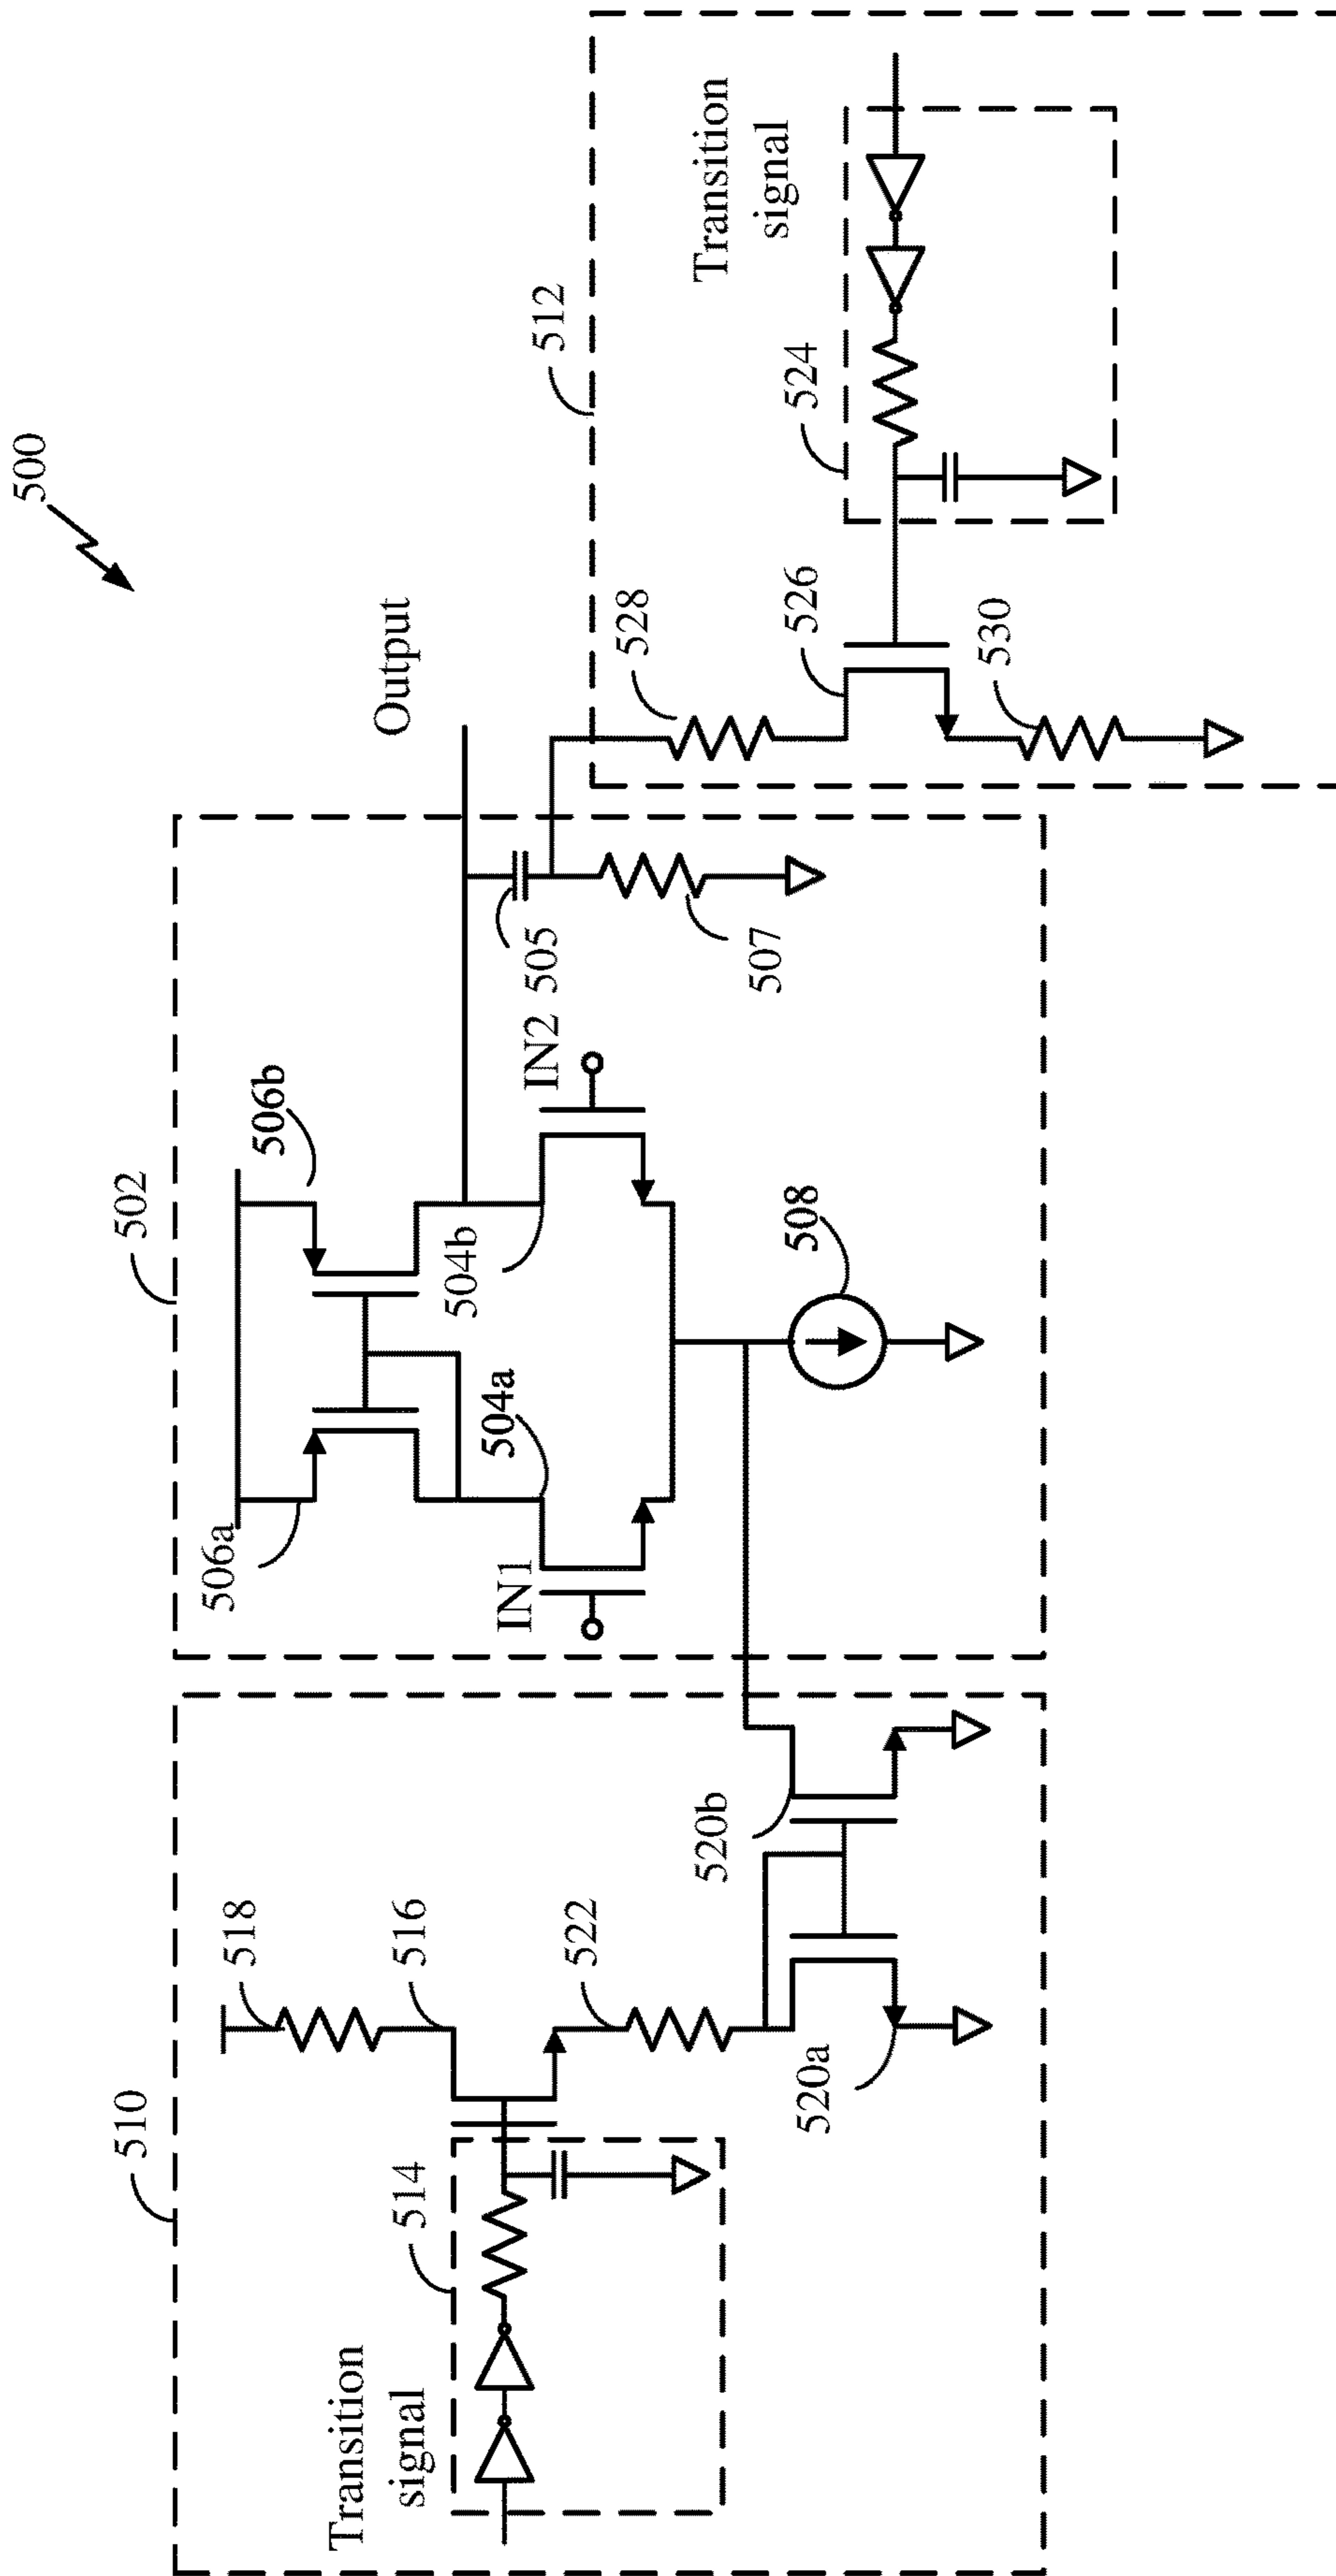 500
510
518
516
522
514
Transition
signal
520a
520b
502
506a
506b
504a
504b
IN1
IN2
508
505
507
Output
512
528
526
530
524
Transition
signal